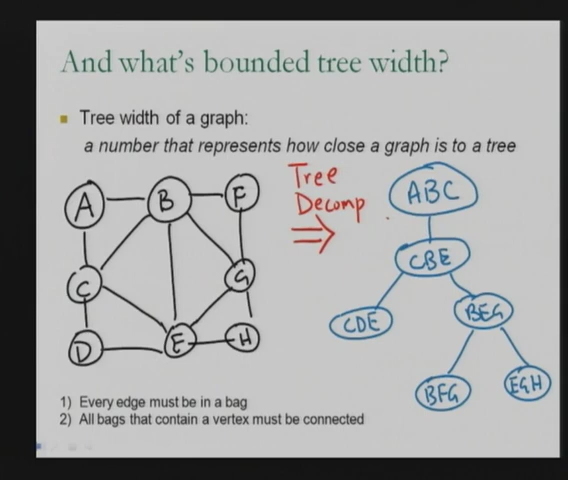 And what's bounded tree width?
Tree width of a graph:
a number that represents how close a graph is to a tree
Tree
Decomp
A
B
F
C
G
D
E
H
ABC
CBE
CDE
BEG
BFG
EGH
1) Every edge must be in a bag
2) All bags that contain a vertex must be connected